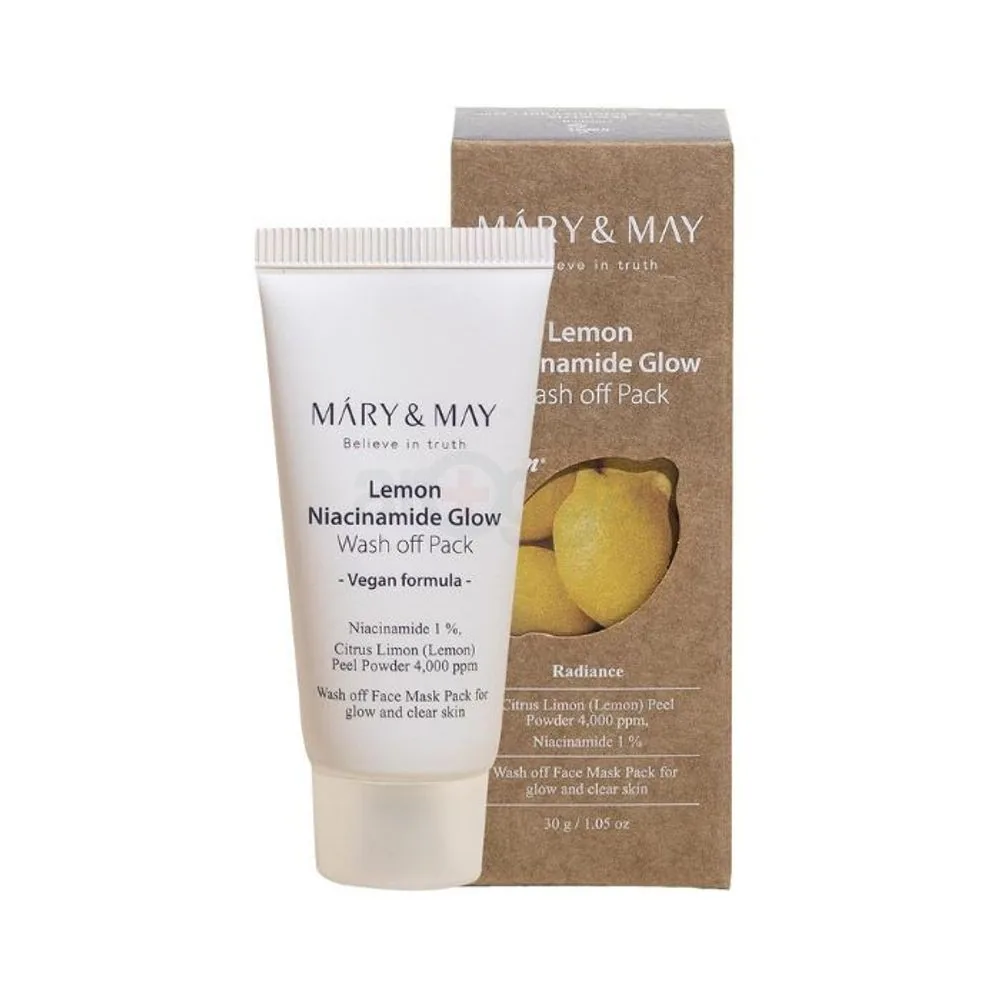 MÁRY & MAY
Believe in truth
Lemon
Niacinamide Glow
Wash off Pack
- Vegan formula -
Niacinamide 1 %,
Citrus Limon (Lemon)
Peel Powder 4,000 ppm
Wash off Face Mask Pack for
glow and clear skin
MÁRY & MAY
eve in truth
Lemon
namide Glow
ash off Pack
Radiance
Citrus Limon (Lemon) Peel
Powder 4,000 ppm,
Niacinamide 1 %
Wash off Face Mask Pack for
glow and clear skin
30 g / 1.05 oz